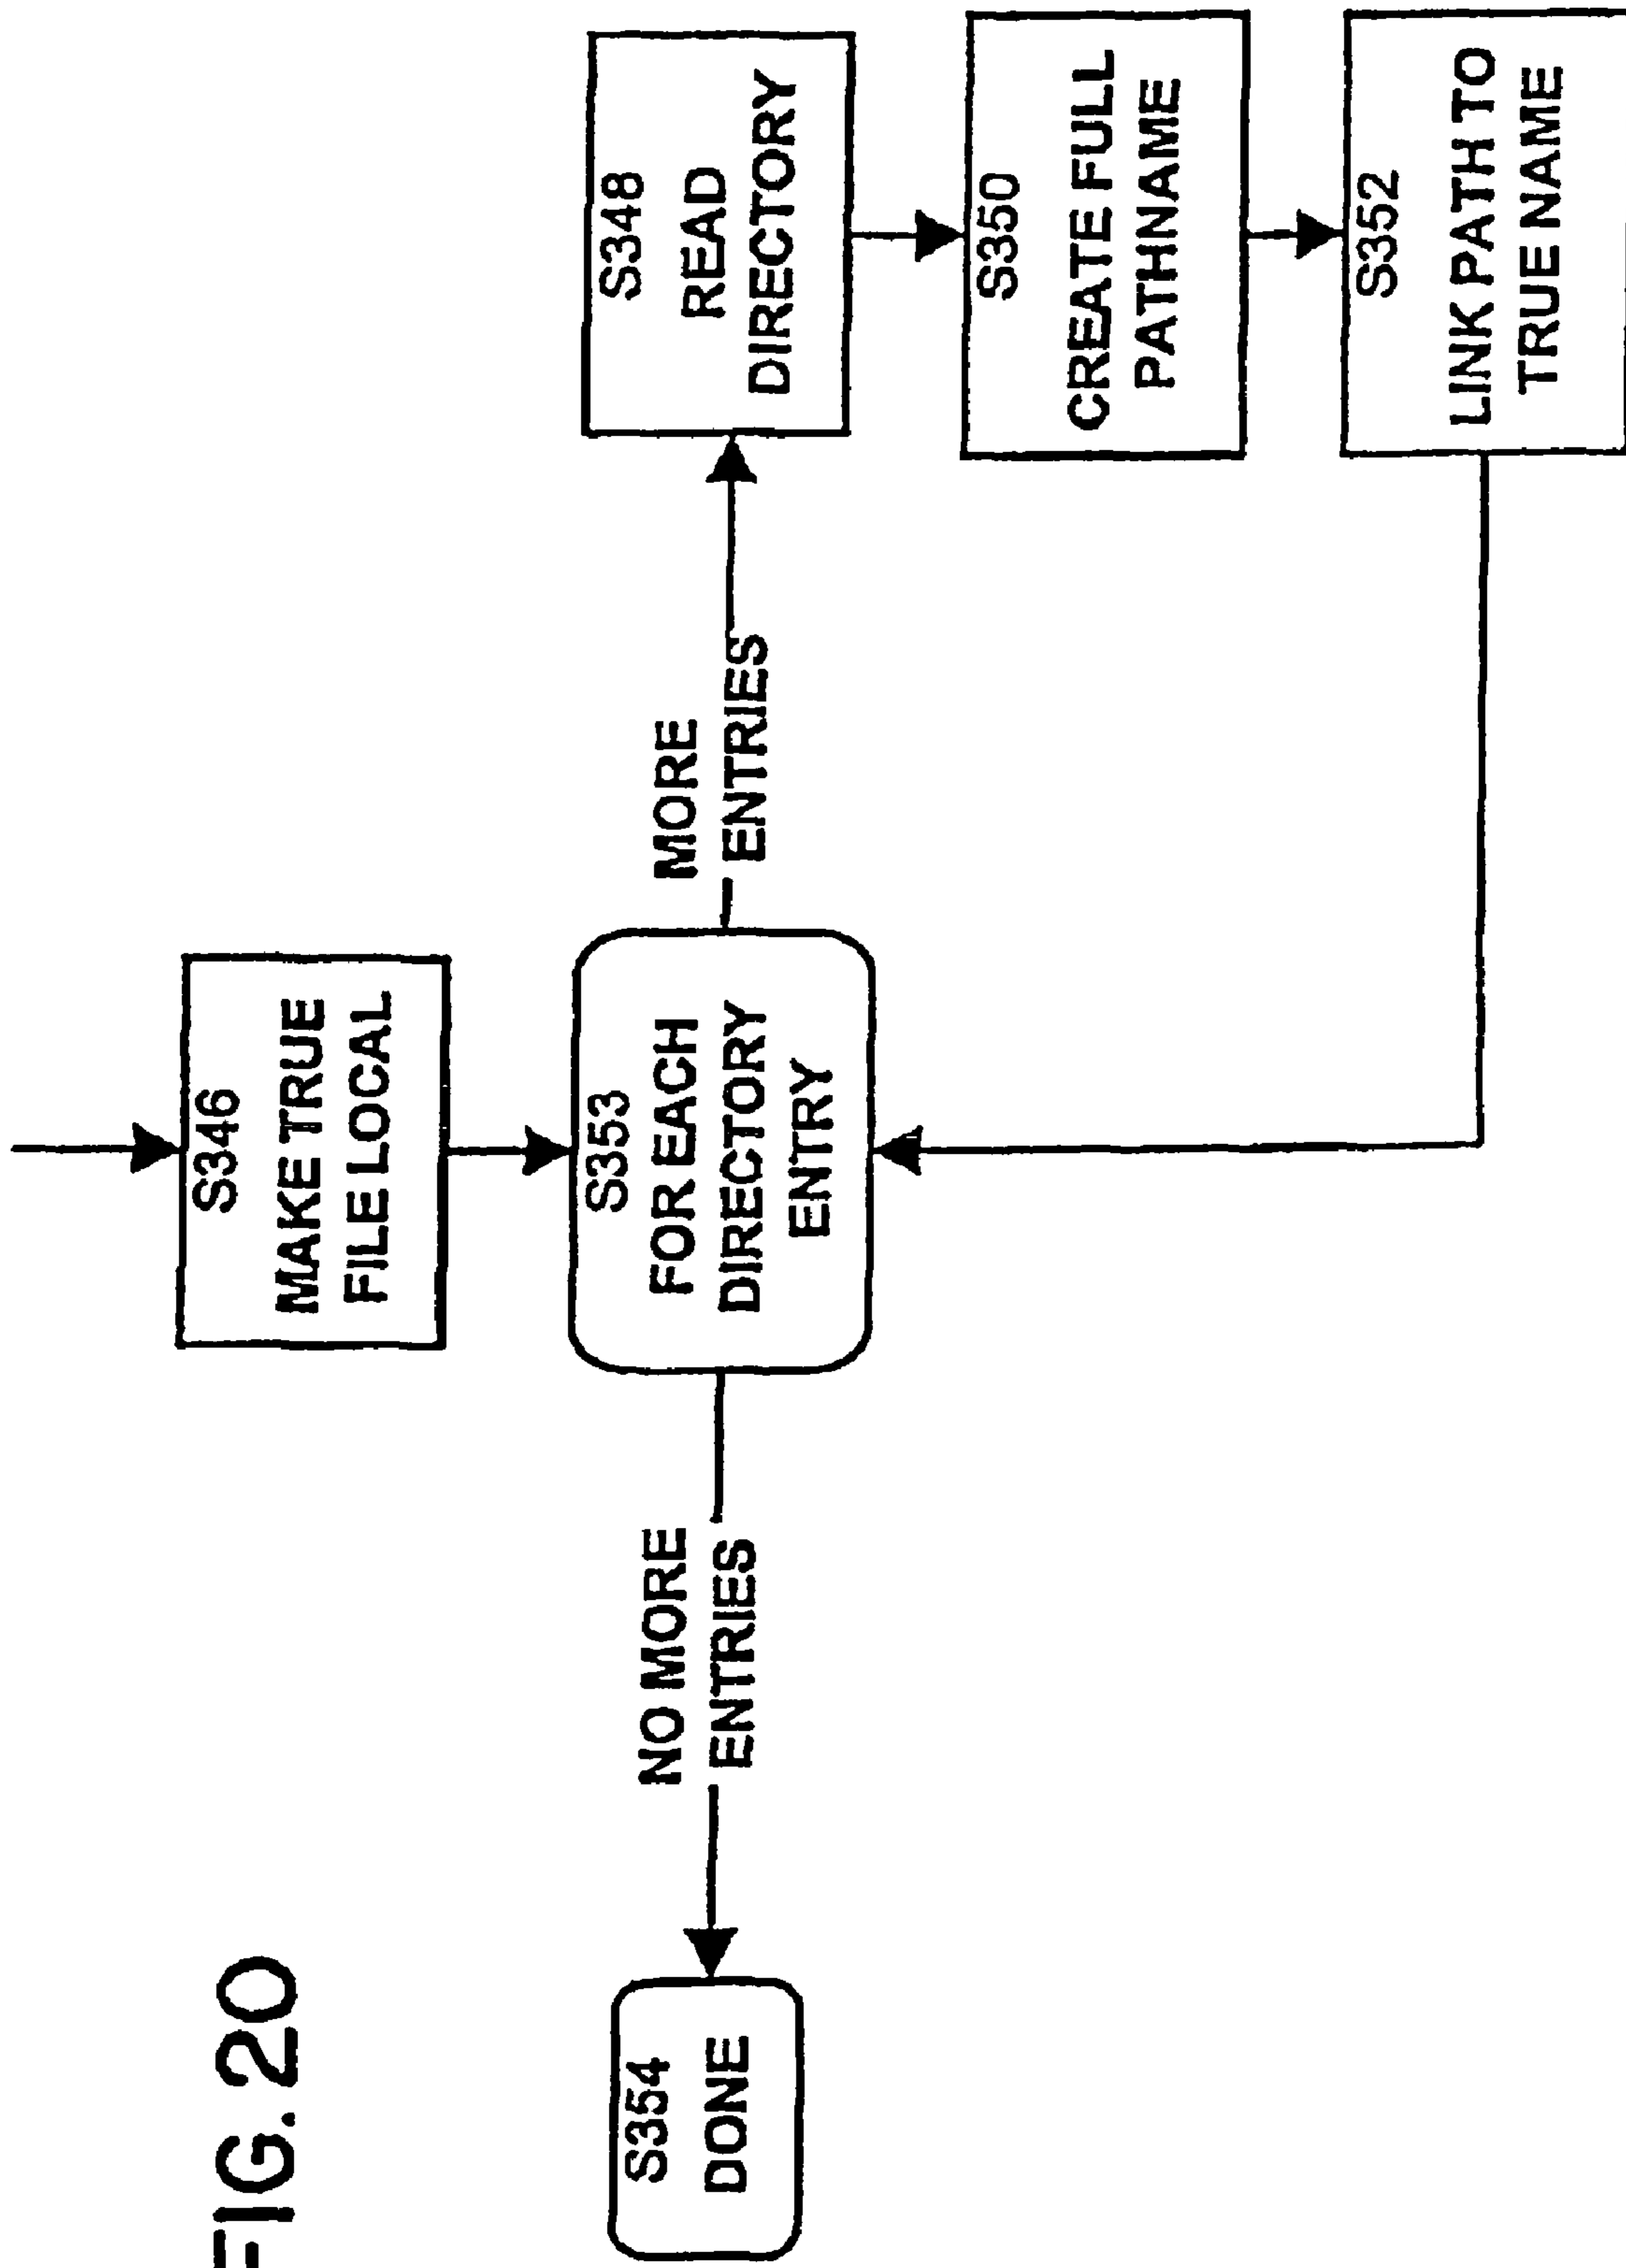 FIG. 20
S346
MAKE TRUE
FILE LOCAL
S354
DONE
NO MORE
ENTRIES
S353
FOR EACH
DIRECTORY
ENTRY
MORE
ENTRIES
S348
READ
DIRECTORY
S350
CREATE FULL
PATHNAME
S352
LINK PATH TO
TRUE NAME